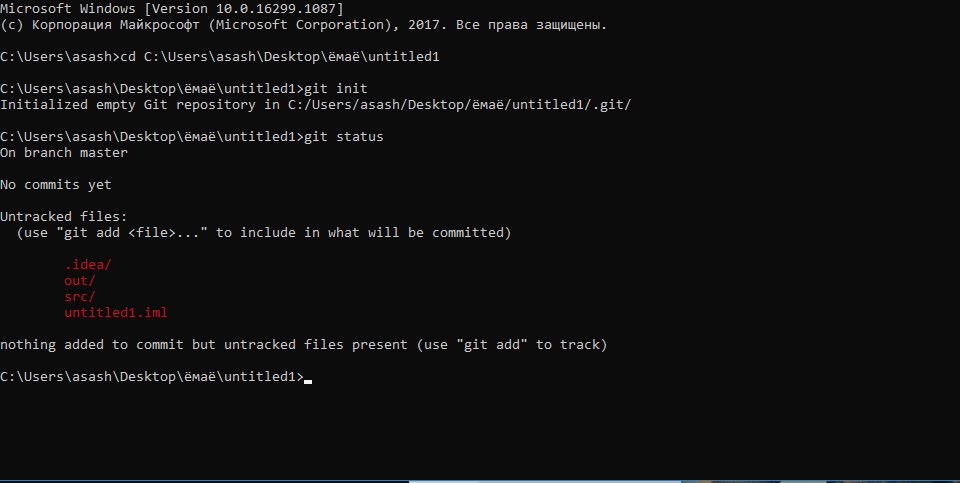 Microsoft Windows [Version 10.0.16299.1087]
(c) Корпорация Майкрософт (Microsoft Corporation), 2017. Все права защищены.
C:\Users\asash>cd C:\Users\asash\Desktop\ёмаё\untitled1
C:\Users\asash\Desktop\ёмаё\untitled1>git init
Initialized empty Git repository in C:/Users/asash/Desktop/ёмаё/untitled1/.git/
C:\Users\asash\Desktop\ёмаё\untitled1>git status
On branch master
No commits yet
Untracked files:
(use "git add <file>..." to include in what will be committed)
.idea/
out/
src/
untitled1.iml
nothing added to commit but untracked files present (use "git add" to track)
C:\Users\asash\Desktop\ёмаё\untitled1>